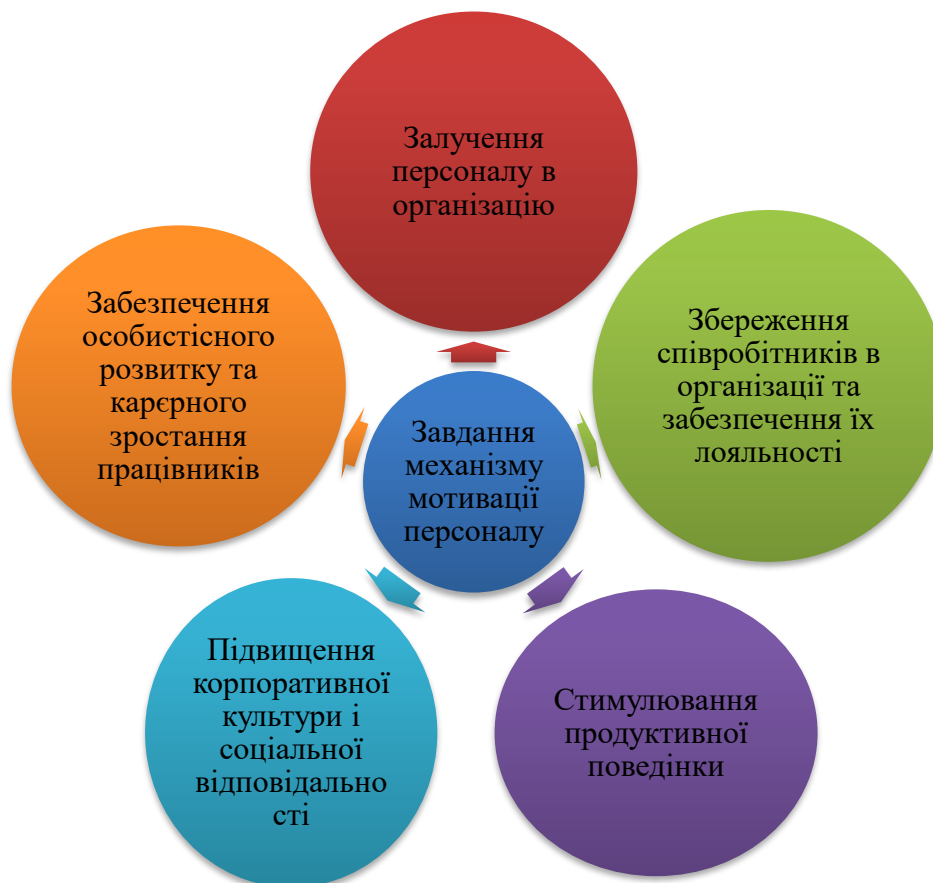 Залучення
персоналу в
організацію
Збереження
співробітників в
організації та
забезпечення їх
лояльності
Стимулювання
продуктивної
поведінки
Підвищення
корпоративної
культури і
соціальної
відповідально
сті
Забезпечення
особистісного
розвитку та
карєрного
зростання
працівників
Завдання
механізму
мотивації
персоналу